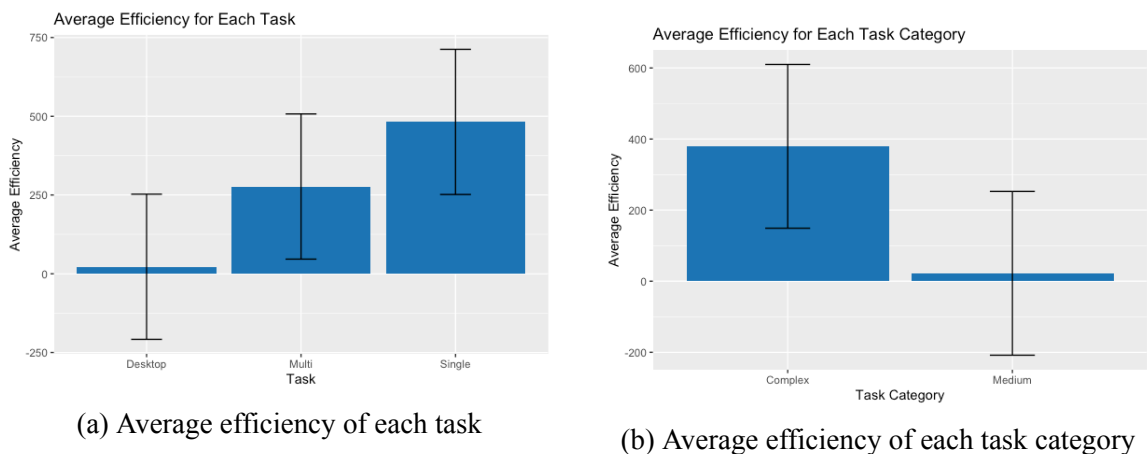 Average Efficiency for Each Task
750
500
250
0
-250
Average Efficiency
Desktop Multi Single
Task
(a) Average efficiency of each task
Average Efficiency for Each Task Category
600
400
200
0
-200
Average Efficiency
Complex Medium
Task Category
(b) Average efficiency of each task category